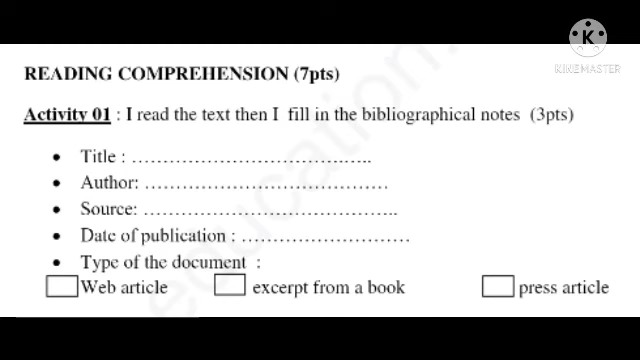 K
KINEMASTER
READING COMPREHENSION (7pts)
Activity 01 : I read the text then I fill in the bibliographical notes (3pts)
• Title : ……………………………….…..
• Author: …………………………………
• Source: …………………………………..
• Date of publication : ………………………
• Type of the document :
Web article excerpt from a book press article